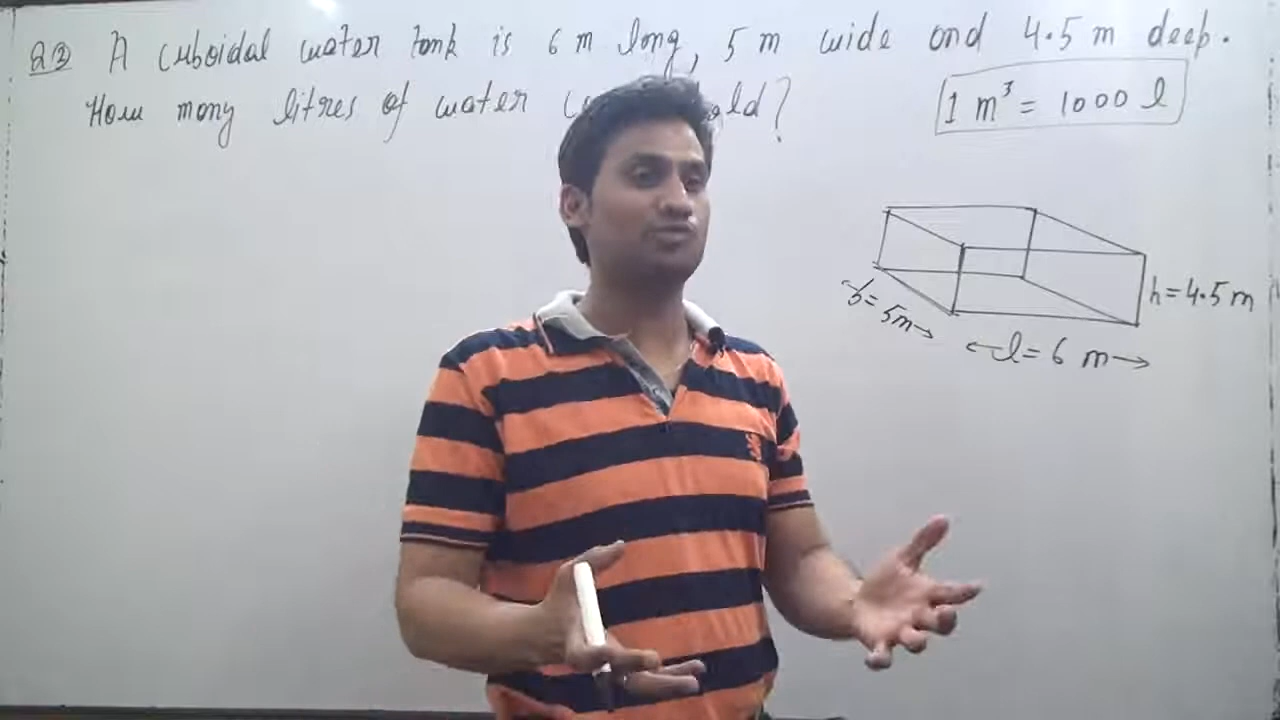 Q2 A cuboidal water tank is 6 m long, 5 m wide and 4.5 m deep.
How many litres of water ?
1 m³ = 1000 l
h = 4.5 m
b = 5m
l = 6 m